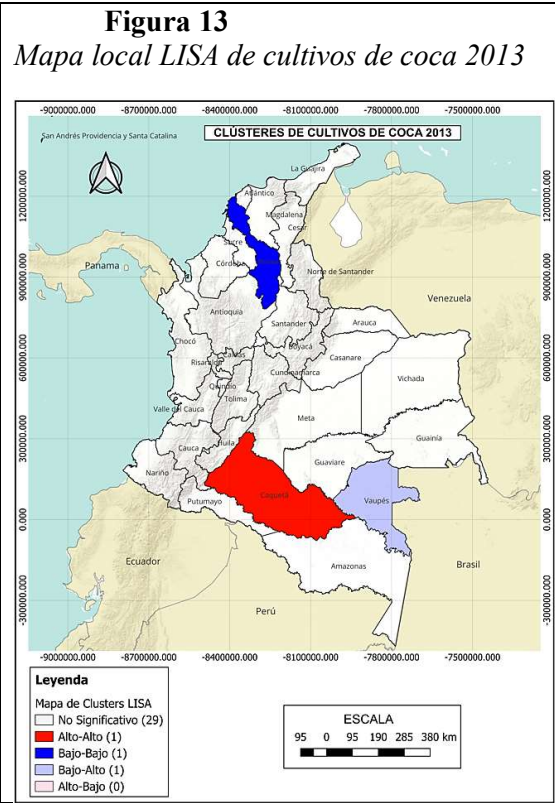 Figura 13
Mapa local LISA de cultivos de coca 2013
-9000000.000 -8700000.000 -8400000.000 -8100000.000 -7800000.000 -7500000.000
San Andrés Providencia y Santa Catalina
CLÚSTERES DE CULTIVOS DE COCA 2013
La Guajira
Atlántico
Magdalena
Cesar
Sucre
Córdoba
Norte de Santander
Panama
Venezuela
Antioquia
Santander
Arauca
Chocó
Boyacá
Caldas
Casanare
Risaralda
Cundinamarca
Vichada
Quindío
Tolima
Valle del Cauca
Meta
Guainía
Cauca
Huila
Guaviare
Nariño
Caquetá
Vaupés
Putumayo
Ecuador
Amazonas
Brasil
Perú
1200000.000
900000.000
600000.000
300000.000
0.000
-300000.000
1200000.000
900000.000
600000.000
300000.000
0.000
-300000.000
-9000000.000 -8700000.000 -8400000.000 -8100000.000 -7800000.000 -7500000.000
Leyenda
Mapa de Clusters LISA
No Significativo (29)
Alto-Alto (1)
Bajo-Bajo (1)
Bajo-Alto (1)
Alto-Bajo (0)
ESCALA
95 0 95 190 285 380 km